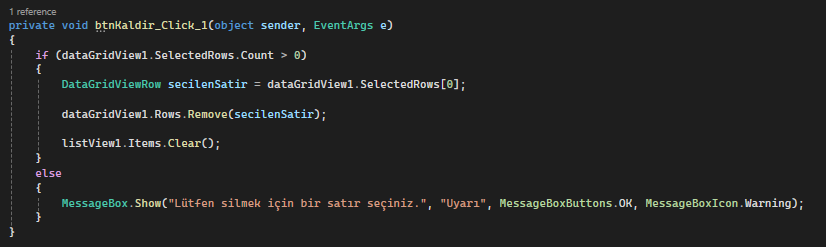 1 reference
private void btnKaldir_Click_1(object sender, EventArgs e)
{
if (dataGridView1.SelectedRows.Count > 0)
{
DataGridViewRow secilenSatir = dataGridView1.SelectedRows[0];
dataGridView1.Rows.Remove(secilenSatir);
listView1.Items.Clear();
}
else
{
MessageBox.Show("Lütfen silmek için bir satır seçiniz.", "Uyarı", MessageBoxButtons.OK, MessageBoxIcon.Warning);
}
}